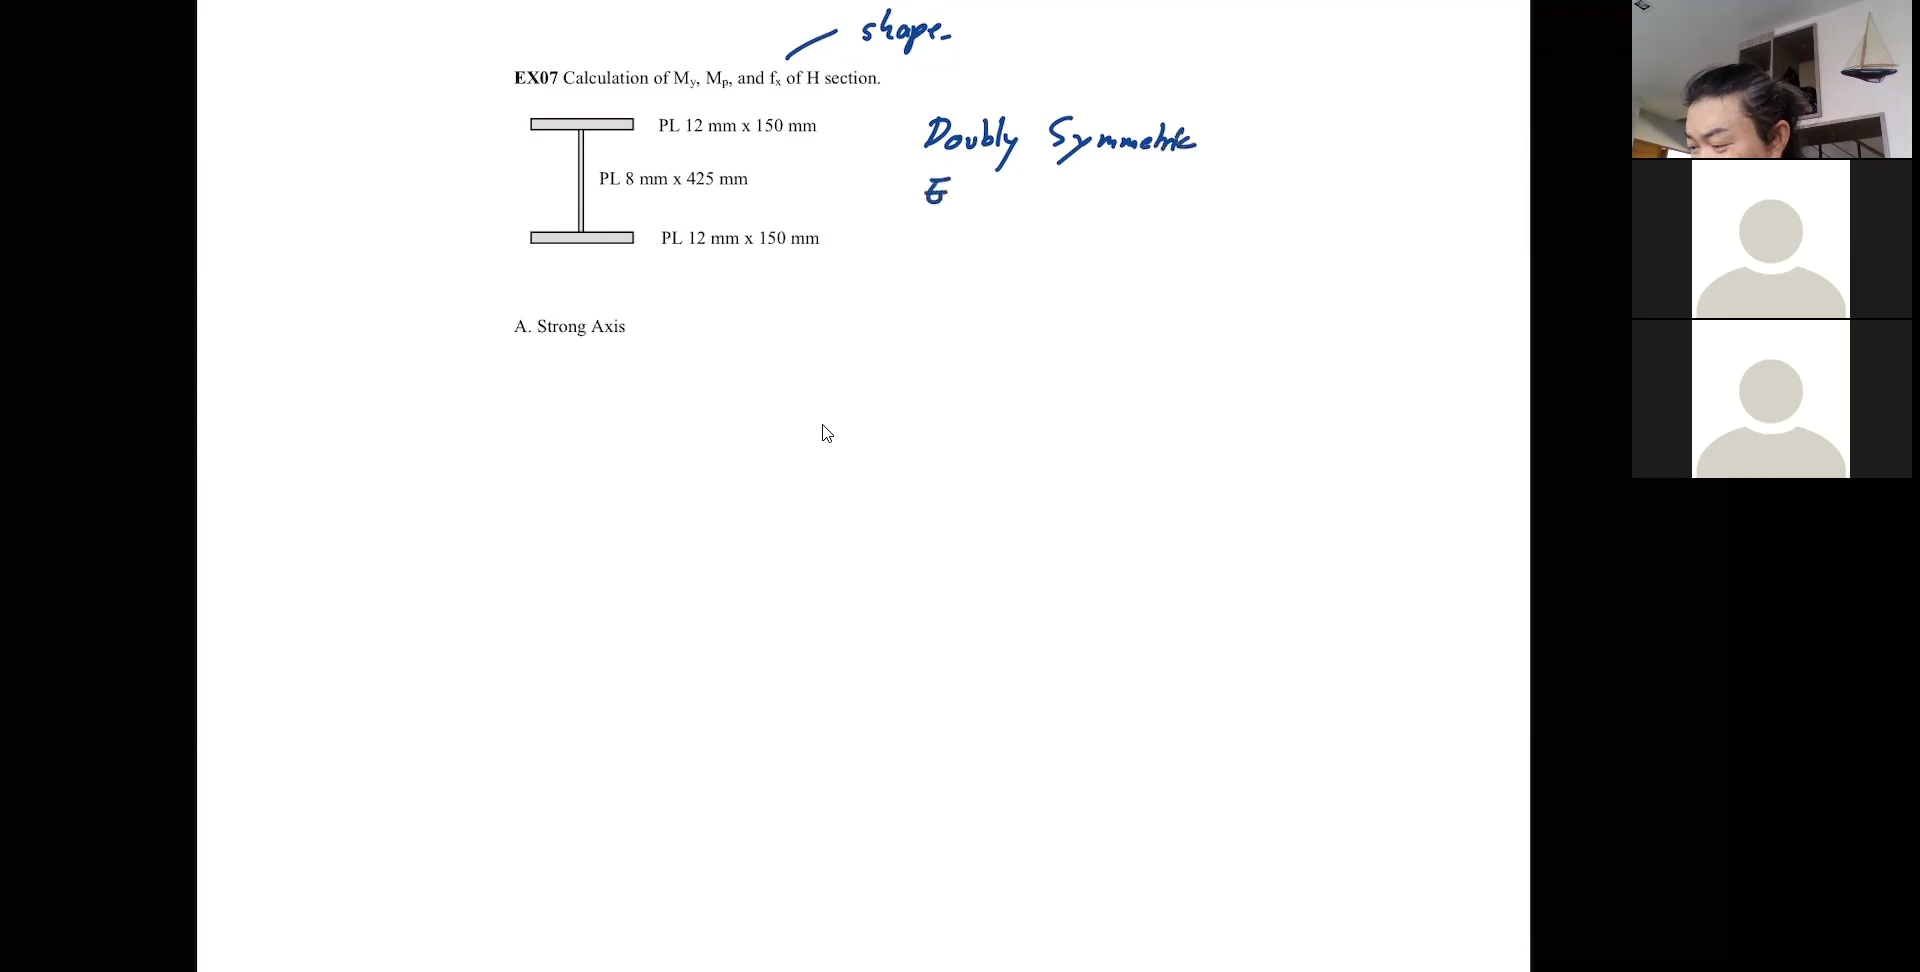 shape
EX07 Calculation of My, Mp, and fx of H section.
PL 12 mm x 150 mm
Doubly Symmetric
PL 8 mm x 425 mm
PL 12 mm x 150 mm
A. Strong Axis